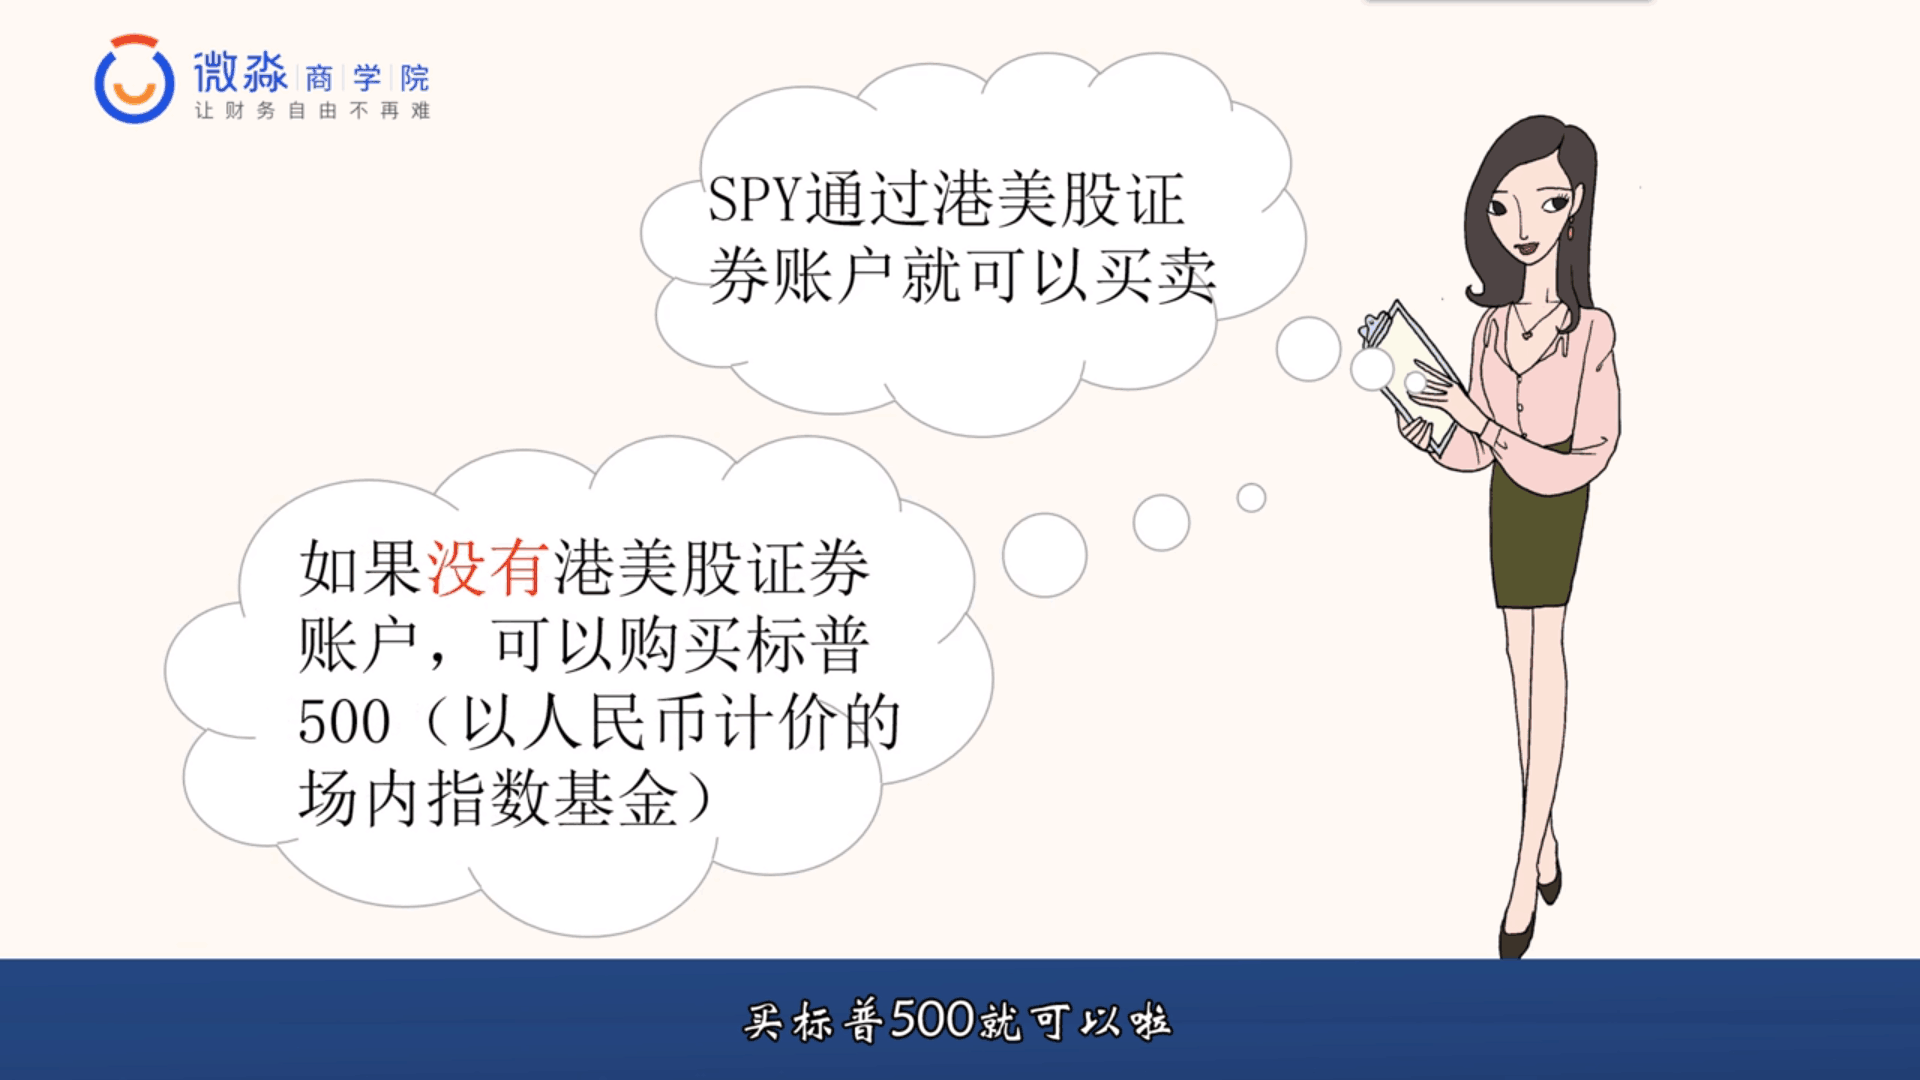 微淼商学院
让财务自由不再难
SPY通过港美股证
券账户就可以买卖
如果没有港美股证券
账户，可以购买标普
500（以人民币计价的
场内指数基金）
买标普500就可以啦